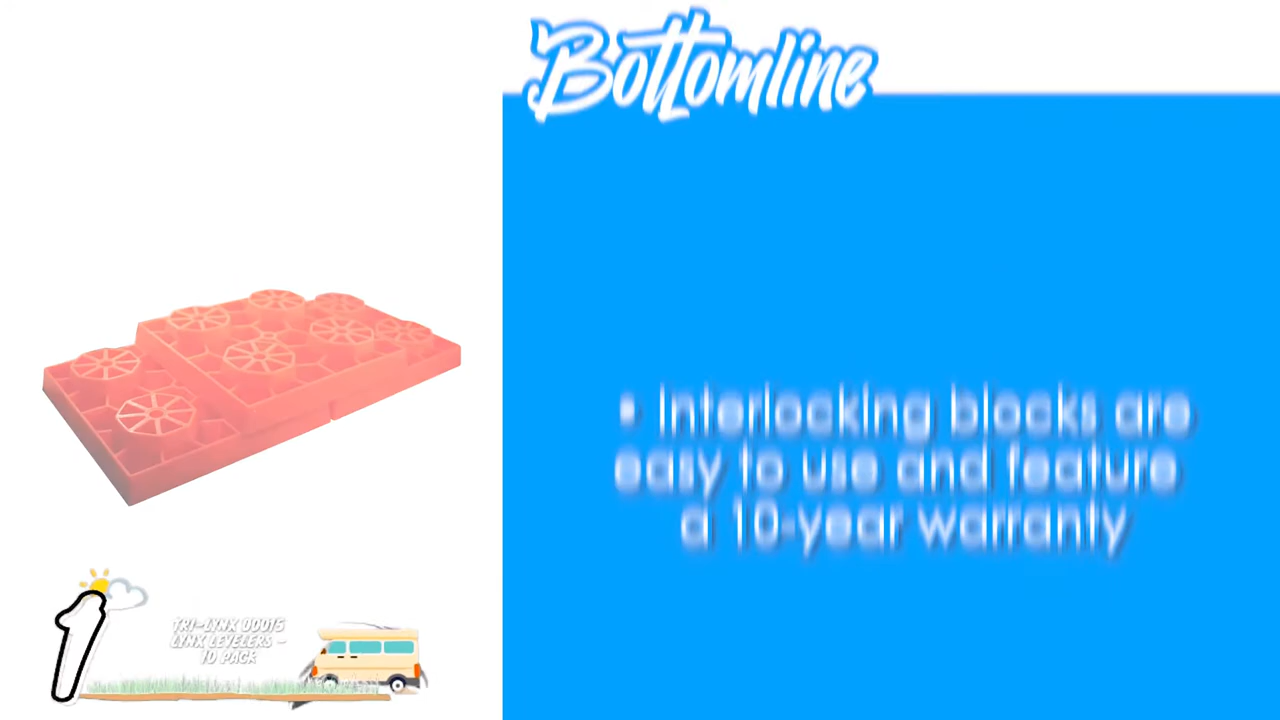 Bottomline
• Interlocking blocks are
easy to use and feature
a 10-year warranty
1
TRI-LYNX 00015
LYNX LEVELERS -
10 PACK